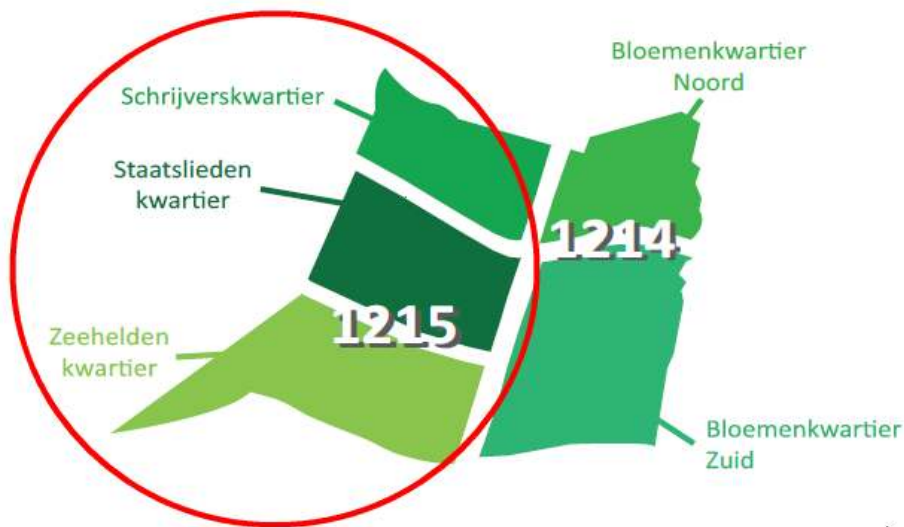 Bloemenkwartier
Noord
Schrijverskwartier
Staatslieden
kwartier
1214
1215
Zeehelden
kwartier
Bloemenkwartier
Zuid